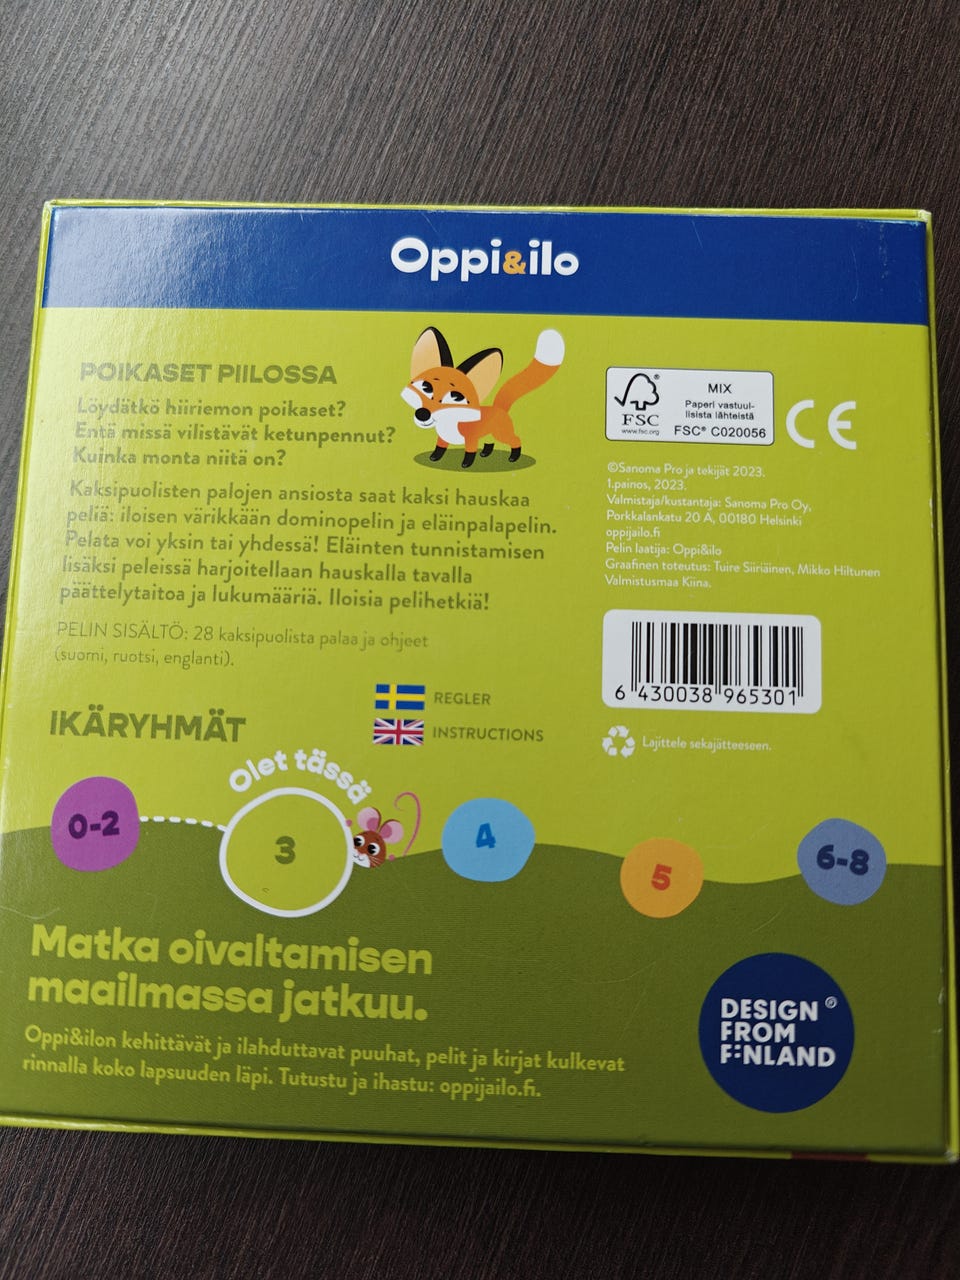 Oppi&ilo
POIKASET PIILOSSA
Löydätkö hiiriemon poikaset?
Entä missä vilistävät ketunpennut?
Kuinka monta niitä on?
Kaksipuolisten palojen ansiosta saat kaksi hauskaa
peliä: iloisen värikkään dominopelin ja eläinpalapelin.
Pelata voi yksin tai yhdessä! Eläinten tunnistamisen
lisäksi peleissä harjoitellaan hauskalla tavalla
päättelytaitoa ja lukumääriä. Iloisia pelihetkiä!
PELIN SISÄLTÖ: 28 kaksipuolista palaa ja ohjeet
(suomi, ruotsi, englanti).
REGLER
INSTRUCTIONS
FSC®
www.fsc.org
MIX
Paperi vastuul-
lisista lähteistä
FSC® C020056
CE
©Sanoma Pro ja tekijät 2023.
1.painos, 2023.
Valmistaja/kustantaja: Sanoma Pro Oy,
Porkkalankatu 20 A, 00180 Helsinki
oppijailo.fi
Pelin laatija: Oppi&ilo
Graafinen toteutus: Tuire Siiriäinen, Mikko Hiltunen
Valmistusmaa Kiina.
6 430038 965301
Lajittele sekajätteeseen.
IKÄRYHMÄT
Olet tässä
0-2
3
4
5
6-8
Matka oivaltamisen
maailmassa jatkuu.
Oppi&ilon kehittävät ja ilahduttavat puuhat, pelit ja kirjat kulkevat
rinnalla koko lapsuuden läpi. Tutustu ja ihastu: oppijailo.fi.
DESIGN
FROM
FINLAND